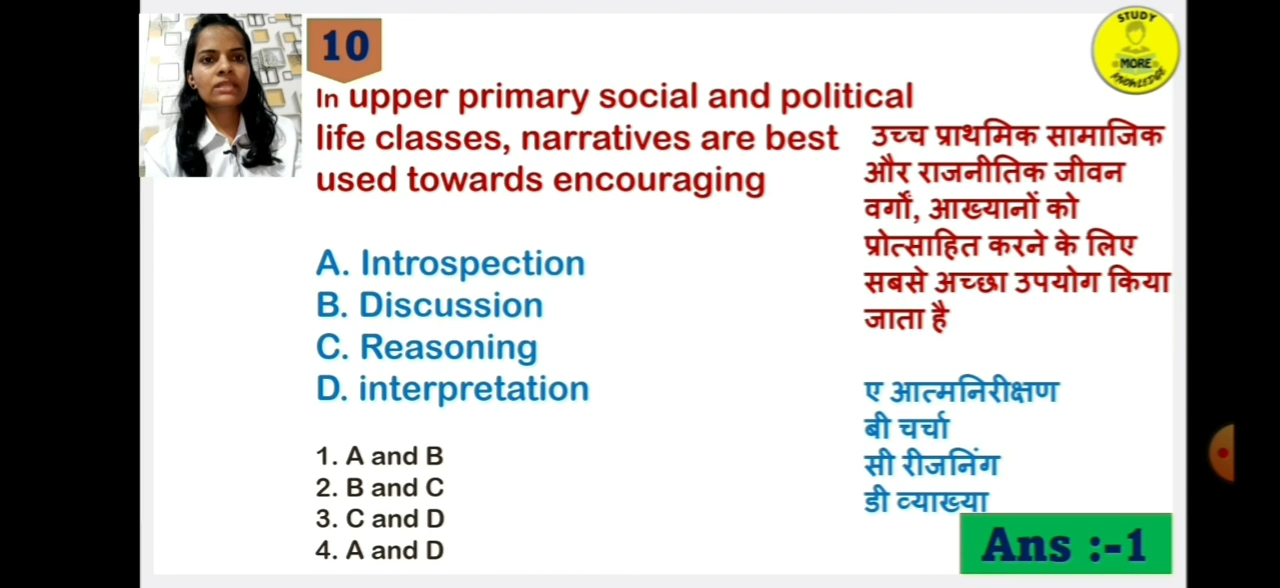 10
In upper primary social and political
life classes, narratives are best
used towards encouraging
A. Introspection
B. Discussion
C. Reasoning
D. interpretation
1. A and B
2. B and C
3. C and D
4. A and D
STUDY
MORE
KNOWLEDGE
उच्च प्राथमिक सामाजिक
और राजनीतिक जीवन
वर्गों, आख्यानों को
प्रोत्साहित करने के लिए
सबसे अच्छा उपयोग किया
जाता है
ए आत्मनिरीक्षण
बी चर्चा
सी रीजनिंग
डी व्याख्या
Ans :-1